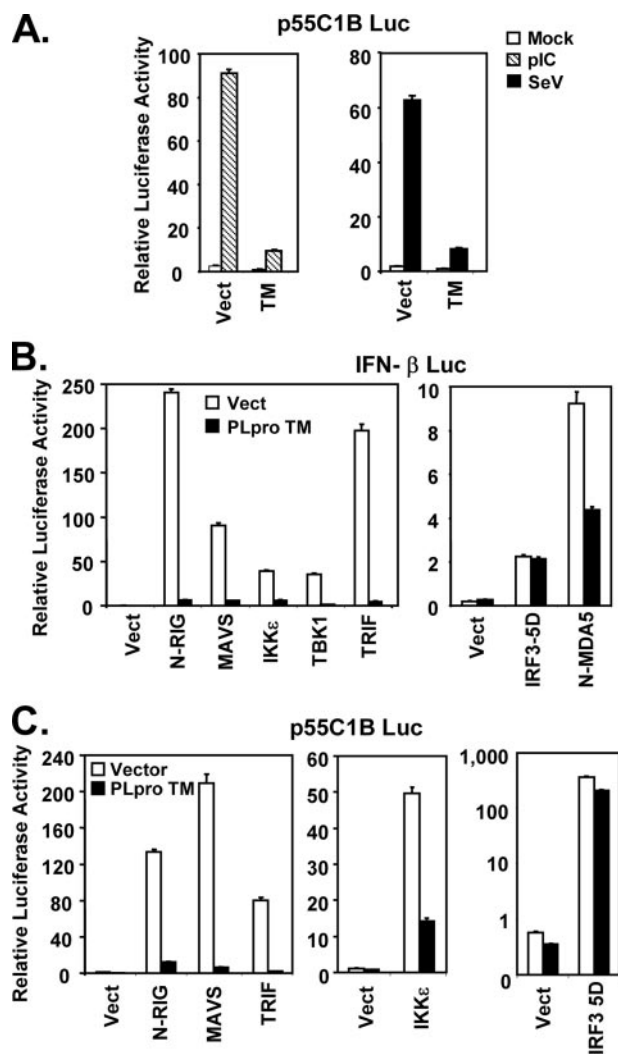 A.
p55C1B Luc
Mock
pIC
SeV
Relative Luciferase Activity
100
80
60
40
20
0
Vect
TM
80
60
40
20
0
Vect
TM
B.
IFN- β Luc
Relative Luciferase Activity
250
200
150
100
50
0
Vect
PLpro TM
Vect
N-RIG
MAVS
IKKε
TBK1
TRIF
10
8
6
4
2
0
Vect
IRF3-5D
N-MDA5
C.
p55C1B Luc
Relative Luciferase Activity
240
200
160
120
80
40
0
Vector
PLpro TM
Vect
N-RIG
MAVS
TRIF
60
50
40
30
20
10
0
Vect
IKKε
1,000
100
10
1
Vect
IRF3 5D